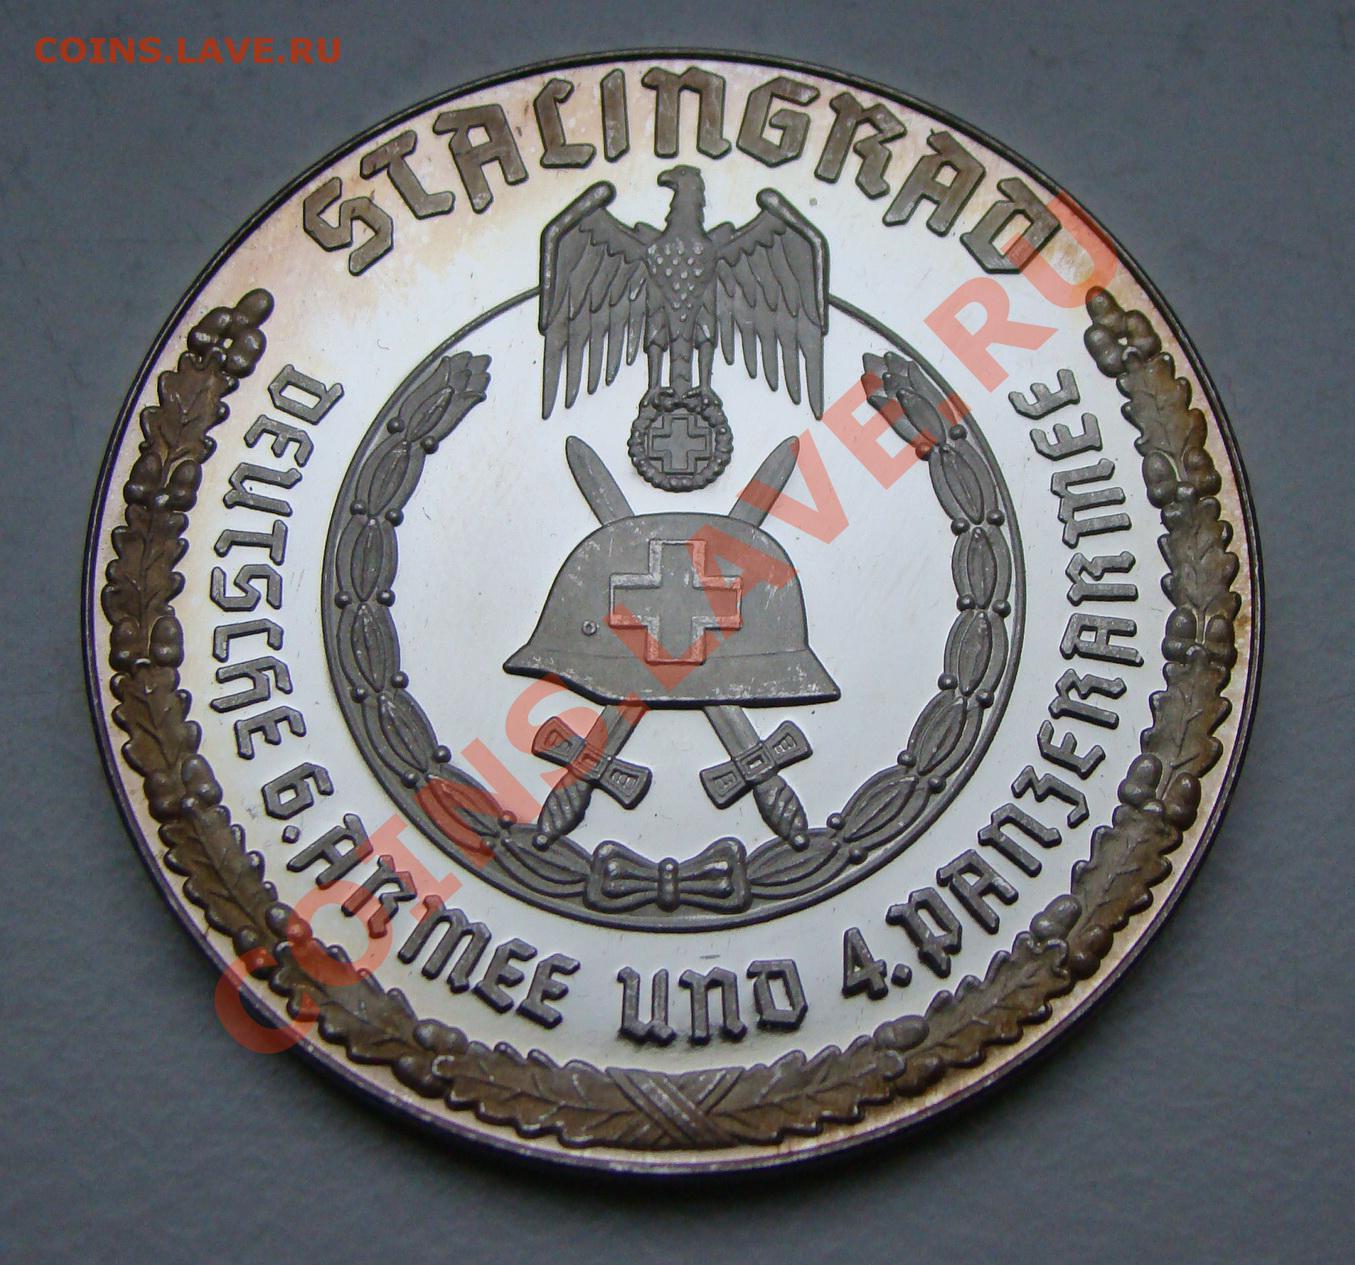 COINS.LAVE.RU
STALINGRAD
DEUTSCHE 6. ARMEE UND 4. PANZERARMEE
COINS.LAVE.RU